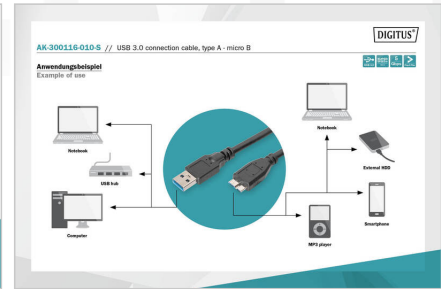 DIGITUS®
AK-300116-010-S // USB 3.0 connection cable, type A - micro B
Anwendungsbeispiel
Example of use
Notebook
USB hub
Computer
Notebook
External HDD
Smartphone
MP3 player